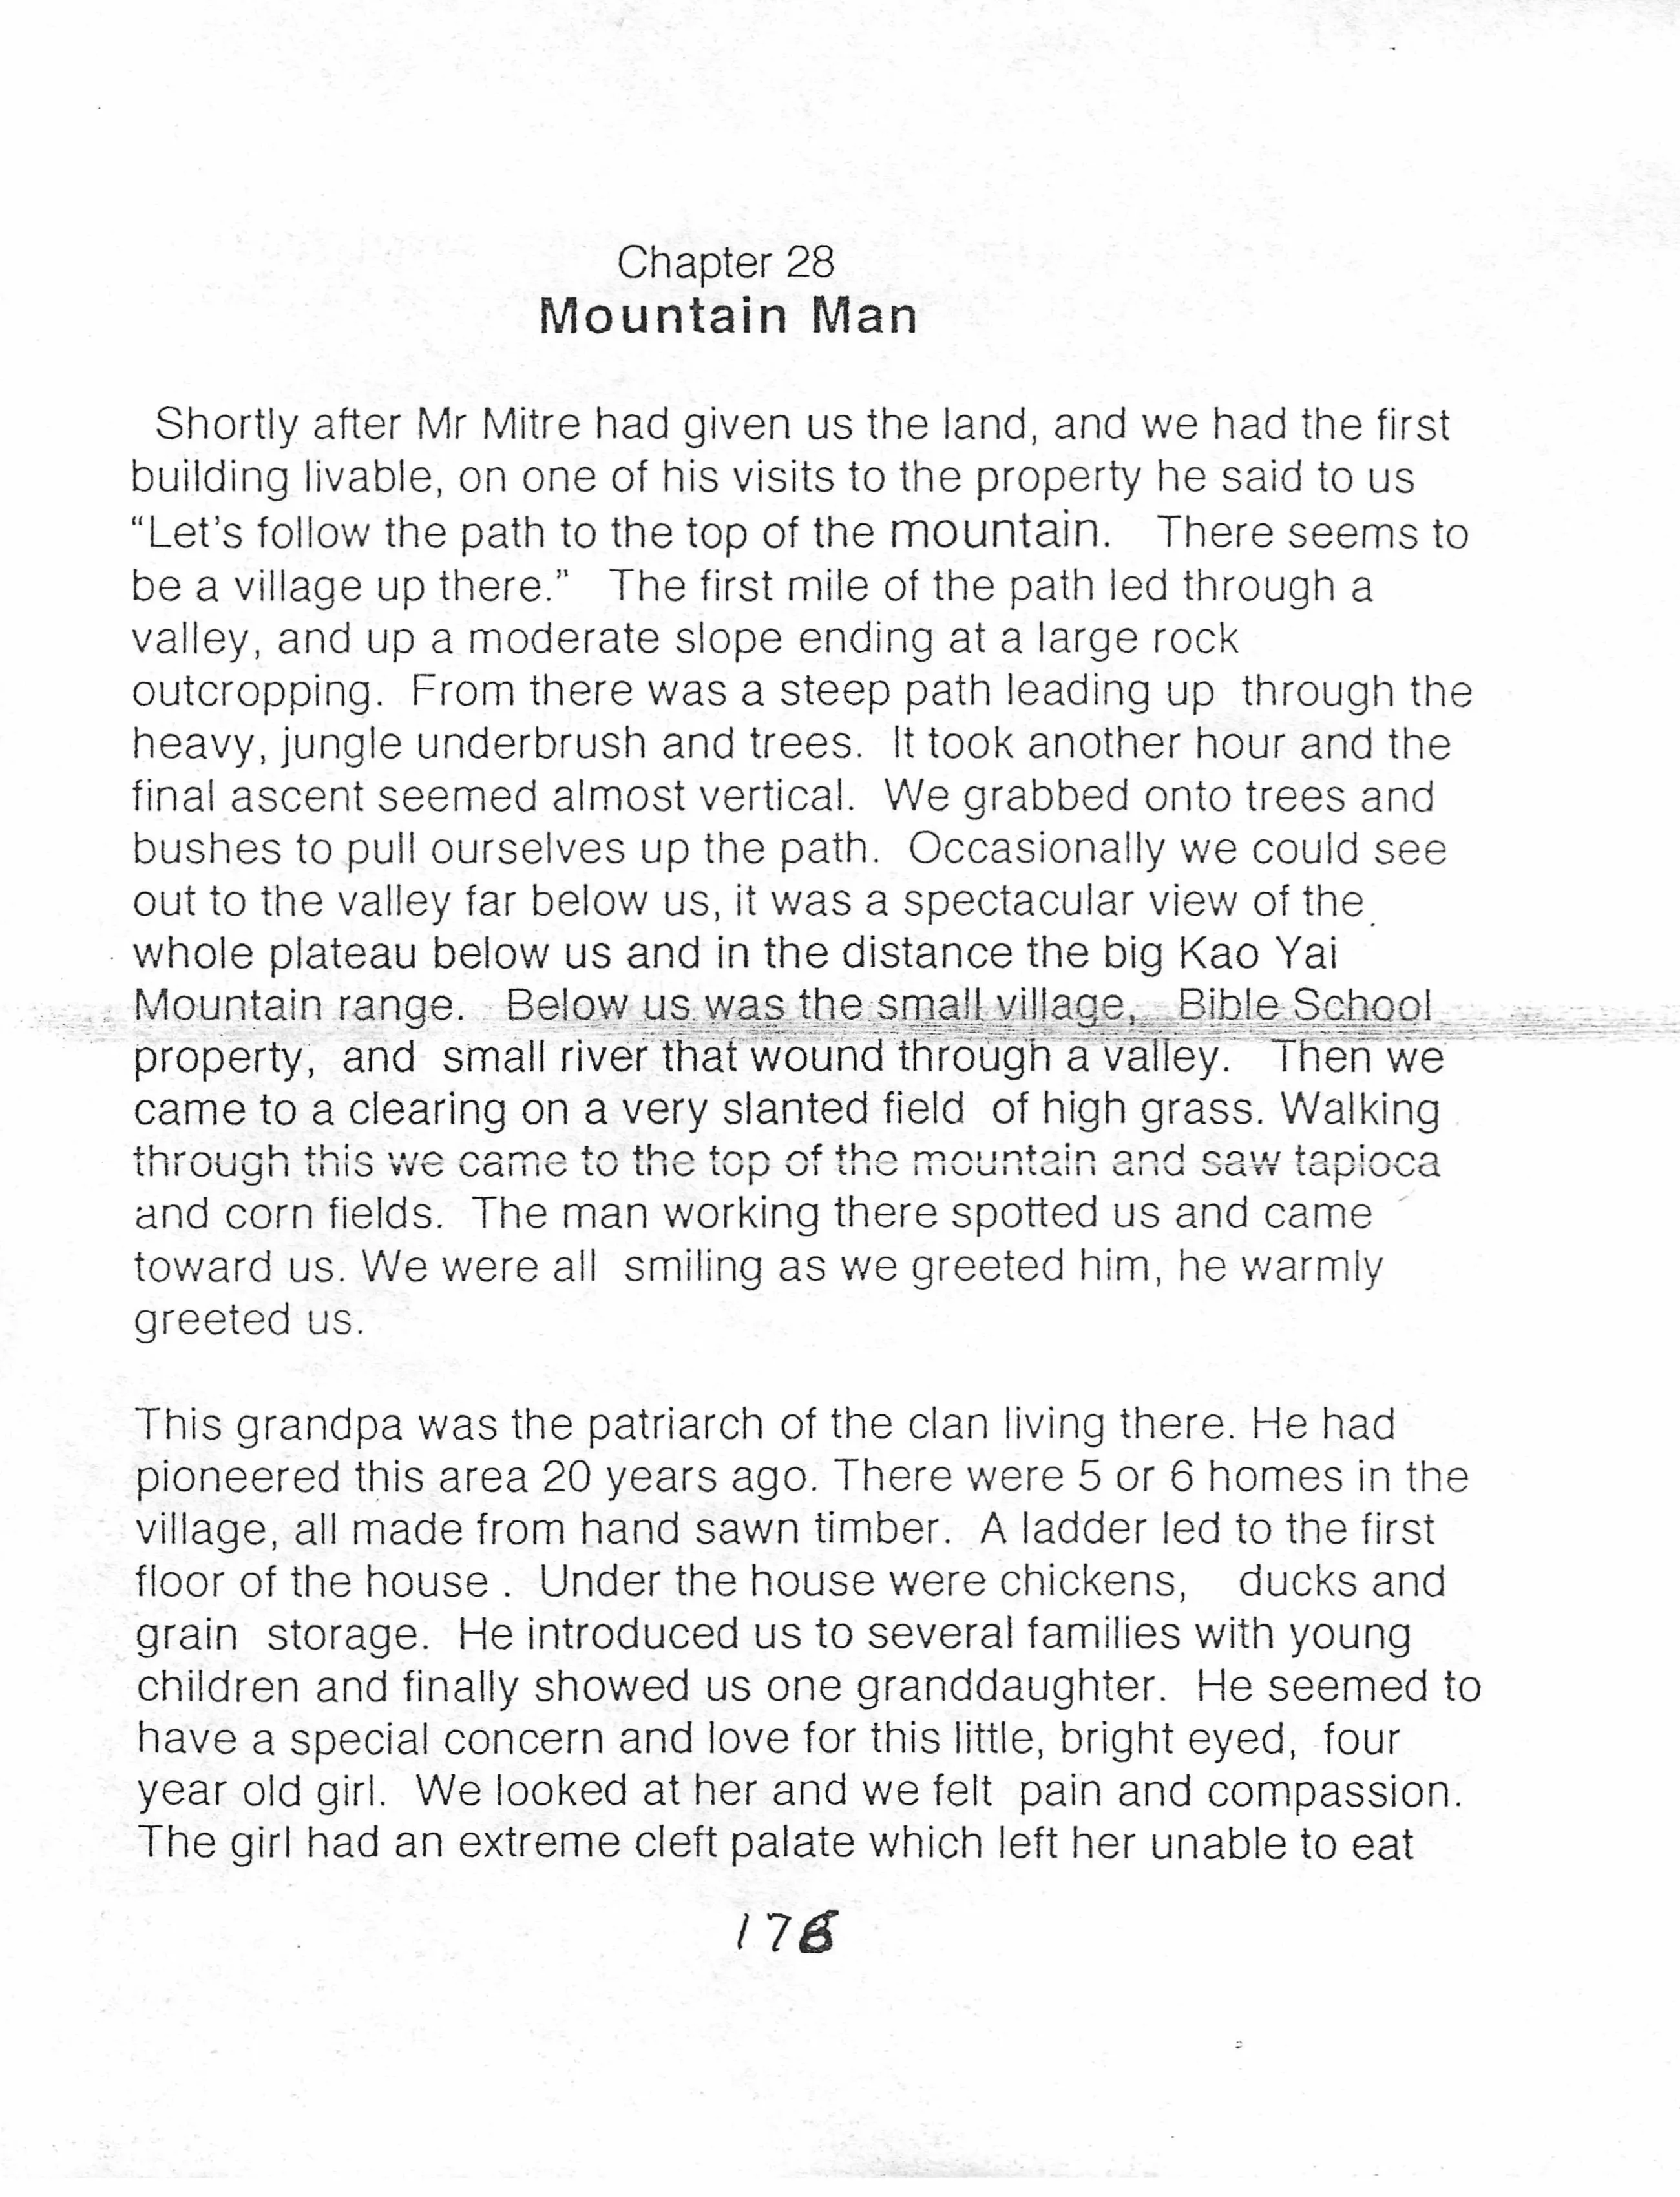 Chapter 28
Mountain Man
Shortly after Mr Mitre had given us the land, and we had the first
building livable, on one of his visits to the property he said to us
“Let’s follow the path to the top of the mountain. There seems to
be a village up there.” The first mile of the path led through a
valley, and up a moderate slope ending at a large rock
outcropping. From there was a steep path leading up through the
heavy, jungle underbrush and trees. It took another hour and the
final ascent seemed almost vertical. We grabbed onto trees and
bushes to pull ourselves up the path. Occasionally we could see
out to the valley far below us, it was a spectacular view of the
whole plateau below us and in the distance the big Kao Yai
Mountain range. Below us was the small village, Bible School
property, and small river that wound through a valley. Then we
came to a clearing on a very slanted field of high grass. Walking
through this we came to the top of the mountain and saw tapioca
and corn fields. The man working there spotted us and came
toward us. We were all smiling as we greeted him, he warmly
greeted us.
This grandpa was the patriarch of the clan living there. He had
pioneered this area 20 years ago. There were 5 or 6 homes in the
village, all made from hand sawn timber. A ladder led to the first
floor of the house . Under the house were chickens, ducks and
grain storage. He introduced us to several families with young
children and finally showed us one granddaughter. He seemed to
have a special concern and love for this little, bright eyed, four
year old girl. We looked at her and we felt pain and compassion.
The girl had an extreme cleft palate which left her unable to eat